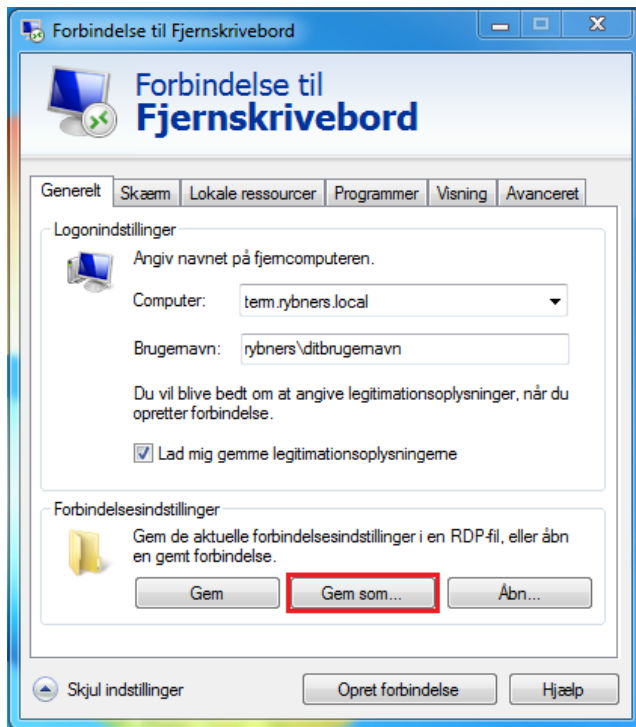 Forbindelse til Fjernskrivebord
Forbindelse til
Fjernskrivebord
Generelt Skærm Lokale ressourcer Programmer Visning Avanceret
Logonindstillinger
Angiv navnet på fjerncomputeren.
Computer: term.rybners.local
Brugernavn: rybners\ditbrugernavn
Du vil blive bedt om at angive legitimationsoplysninger, når du
opretter forbindelse.
Lad mig gemme legitimationsoplysningerne
Forbindelsesindstillinger
Gem de aktuelle forbindelsesindstillinger i en RDP-fil, eller åbn
en gemt forbindelse.
Gem Gem som... Åbn...
Skjul indstillinger Opret forbindelse Hjælp